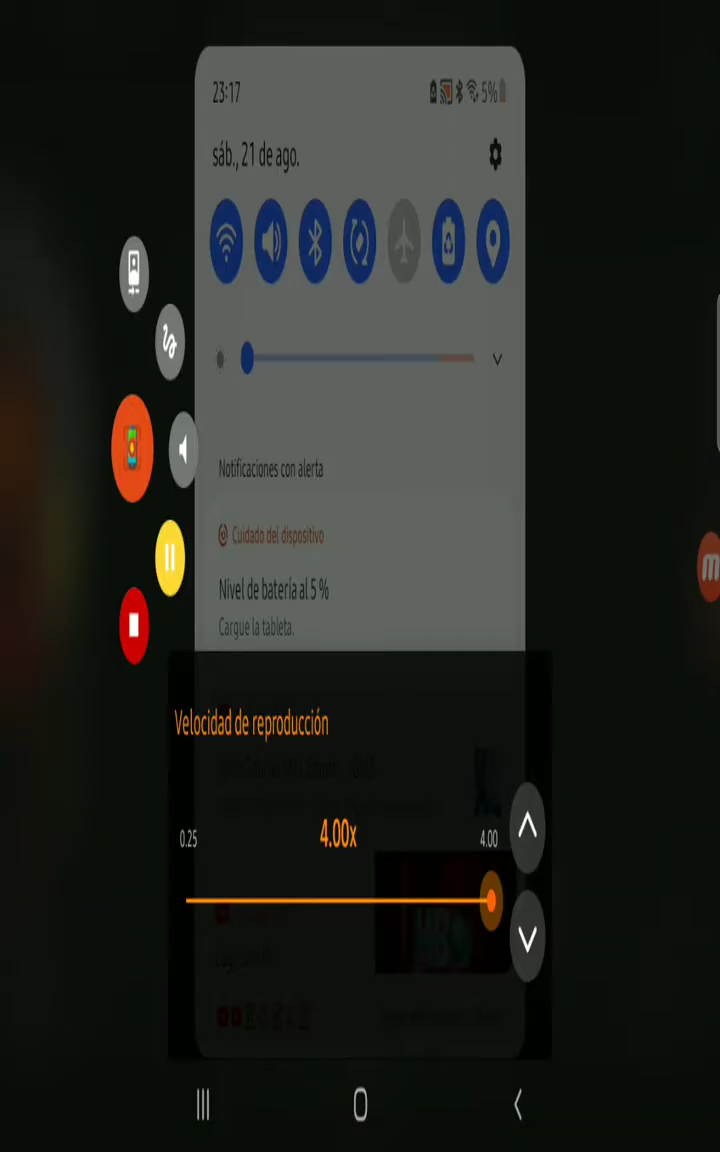 23:17
5%
sáb., 21 de ago.
Notificaciones con alerta
Cuidado del dispositivo
Nivel de batería al 5 %
Cargue la tableta.
Velocidad de reproducción
0.25
4.00x
4.00
m